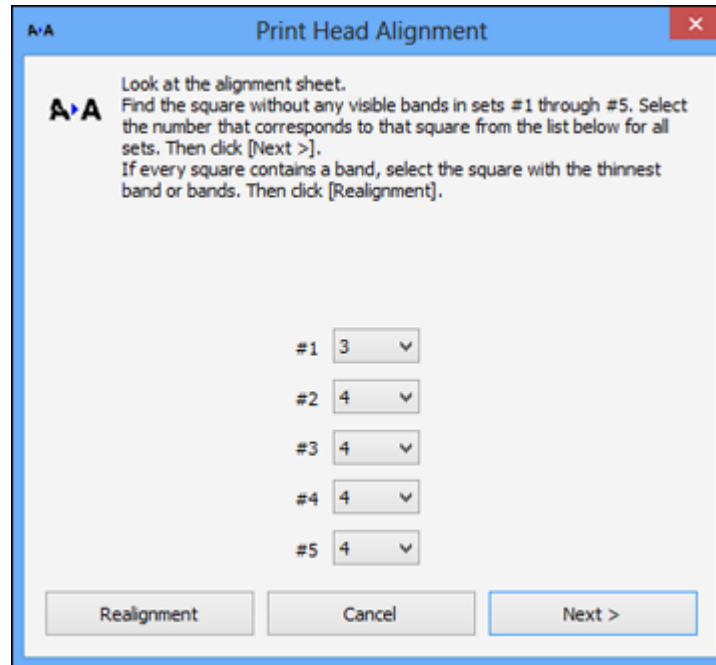 A▸A Print Head Alignment
A▸A
Look at the alignment sheet.
Find the square without any visible bands in sets #1 through #5. Select
the number that corresponds to that square from the list below for all
sets. Then click [Next >].
If every square contains a band, select the square with the thinnest
band or bands. Then click [Realignment].
#1 3
#2 4
#3 4
#4 4
#5 4
Realignment Cancel Next >